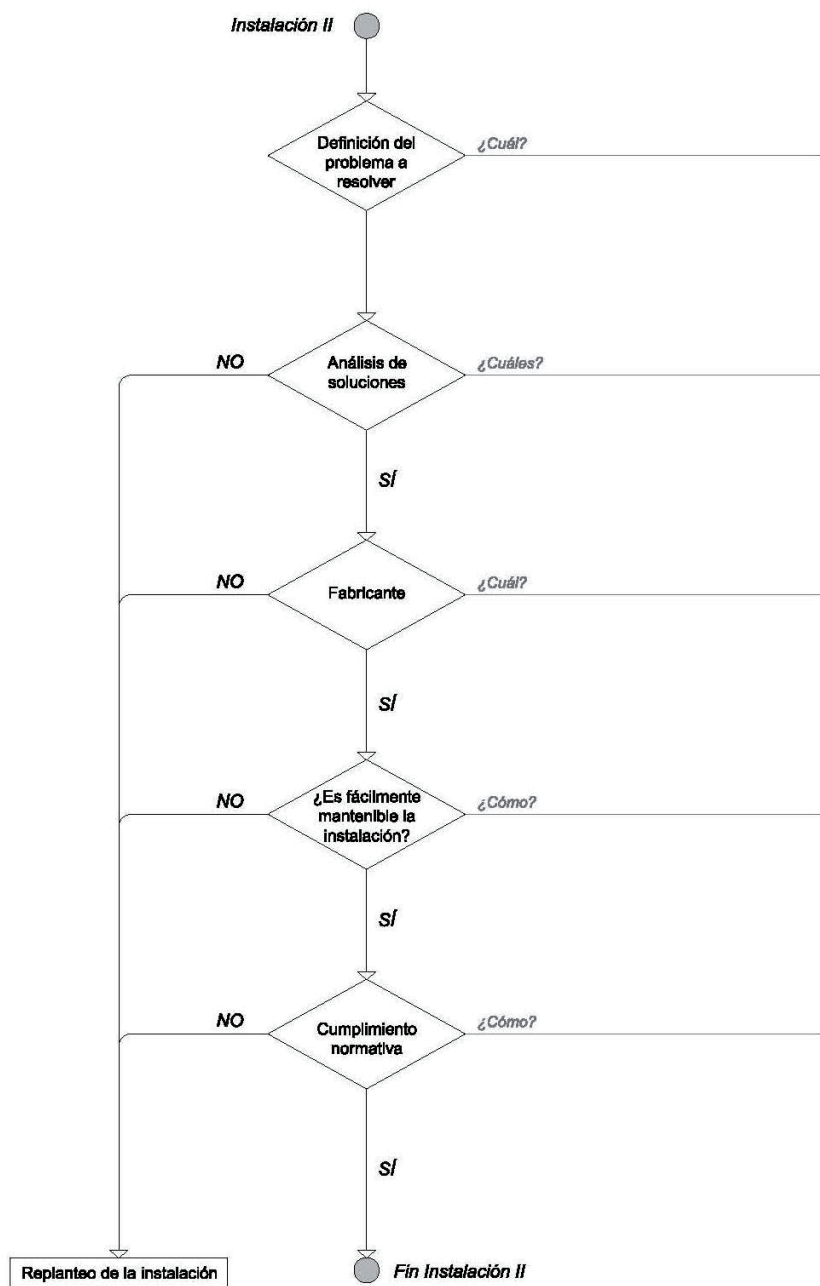 Instalación II
Definición del
problema a
resolver
¿Cuál?
NO
Análisis de
soluciones
¿Cuáles?
SÍ
NO
Fabricante
¿Cuál?
SÍ
NO
¿Es fácilmente
mantenible la
instalación?
¿Cómo?
SÍ
NO
Cumplimiento
normativa
¿Cómo?
SÍ
Replanteo de la instalación
Fin Instalación II